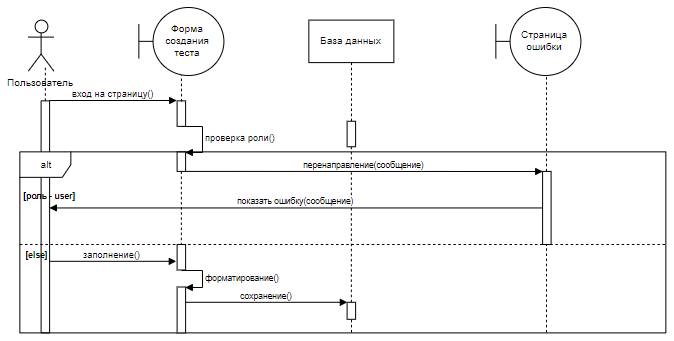 Форма
создания
теста
База данных
Страница
ошибки
Пользователь
вход на страницу()
проверка роли()
alt
перенаправление(сообщение)
[роль - user]
показать ошибку(сообщение)
[else]
заполнение()
форматирование()
сохранение()